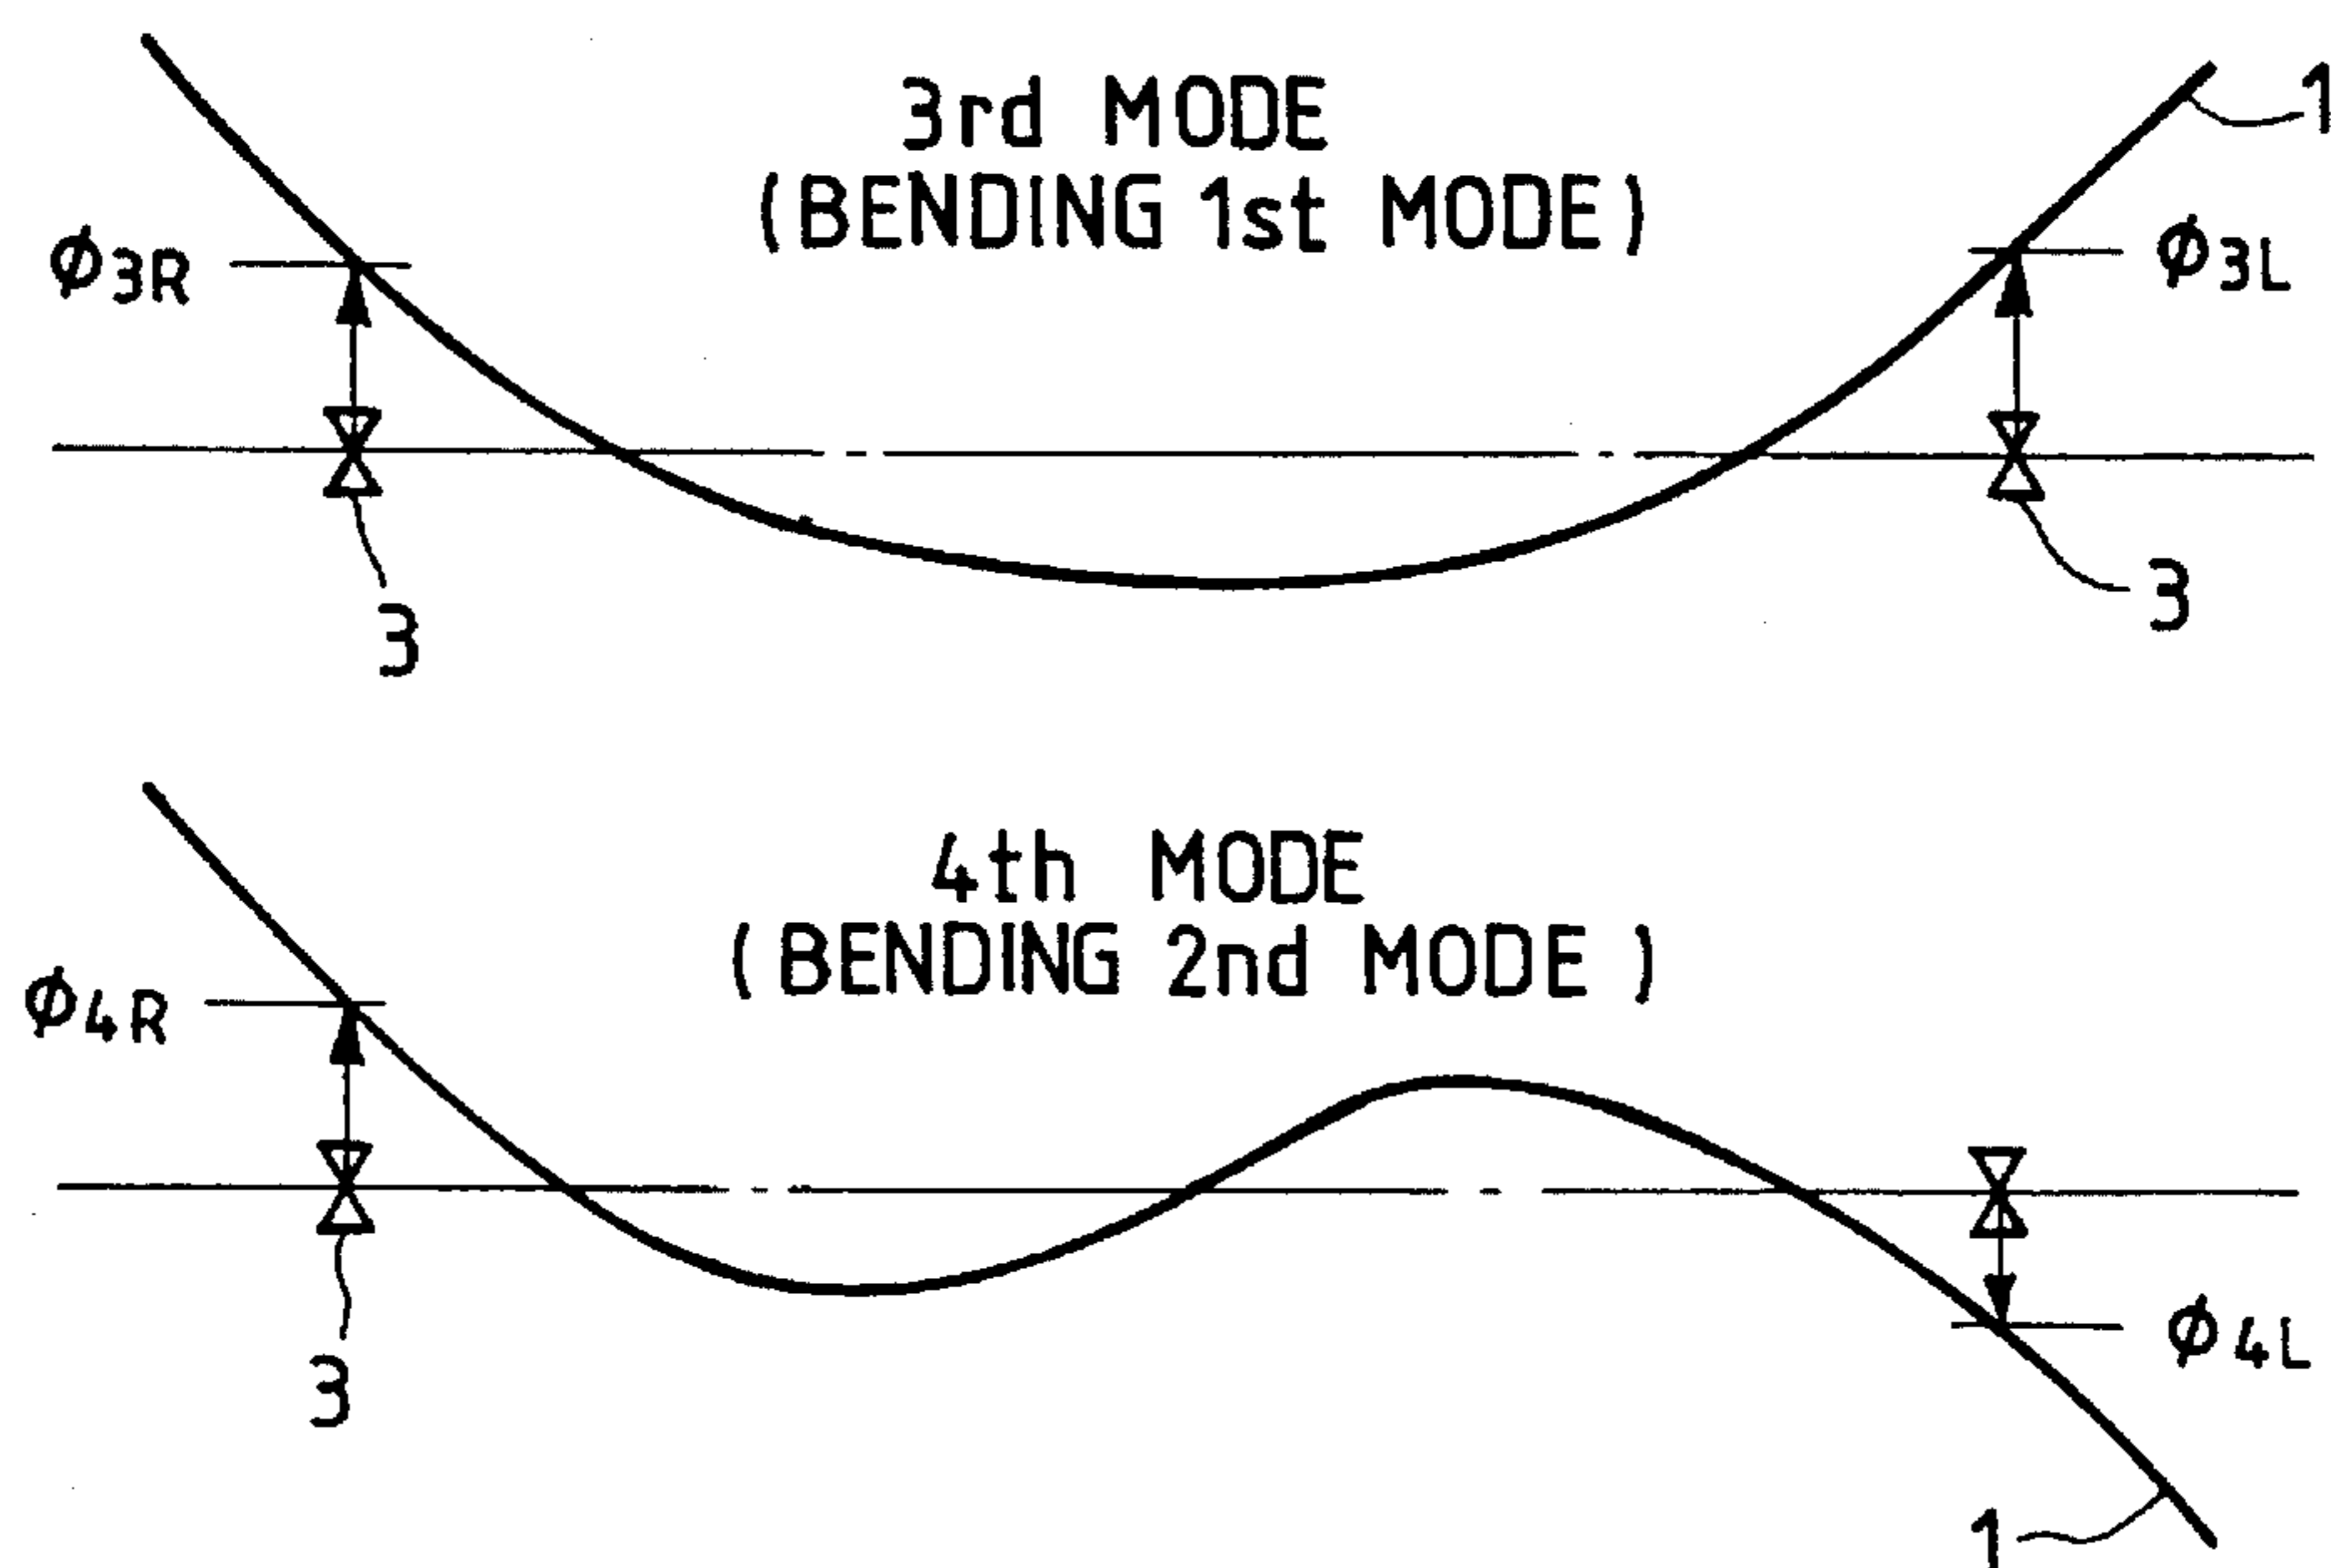 3rd MODE
(BENDING 1st MODE)
1
φ3R
φ3L
3
3
4th MODE
(BENDING 2nd MODE )
φ4R
φ4L
3
1